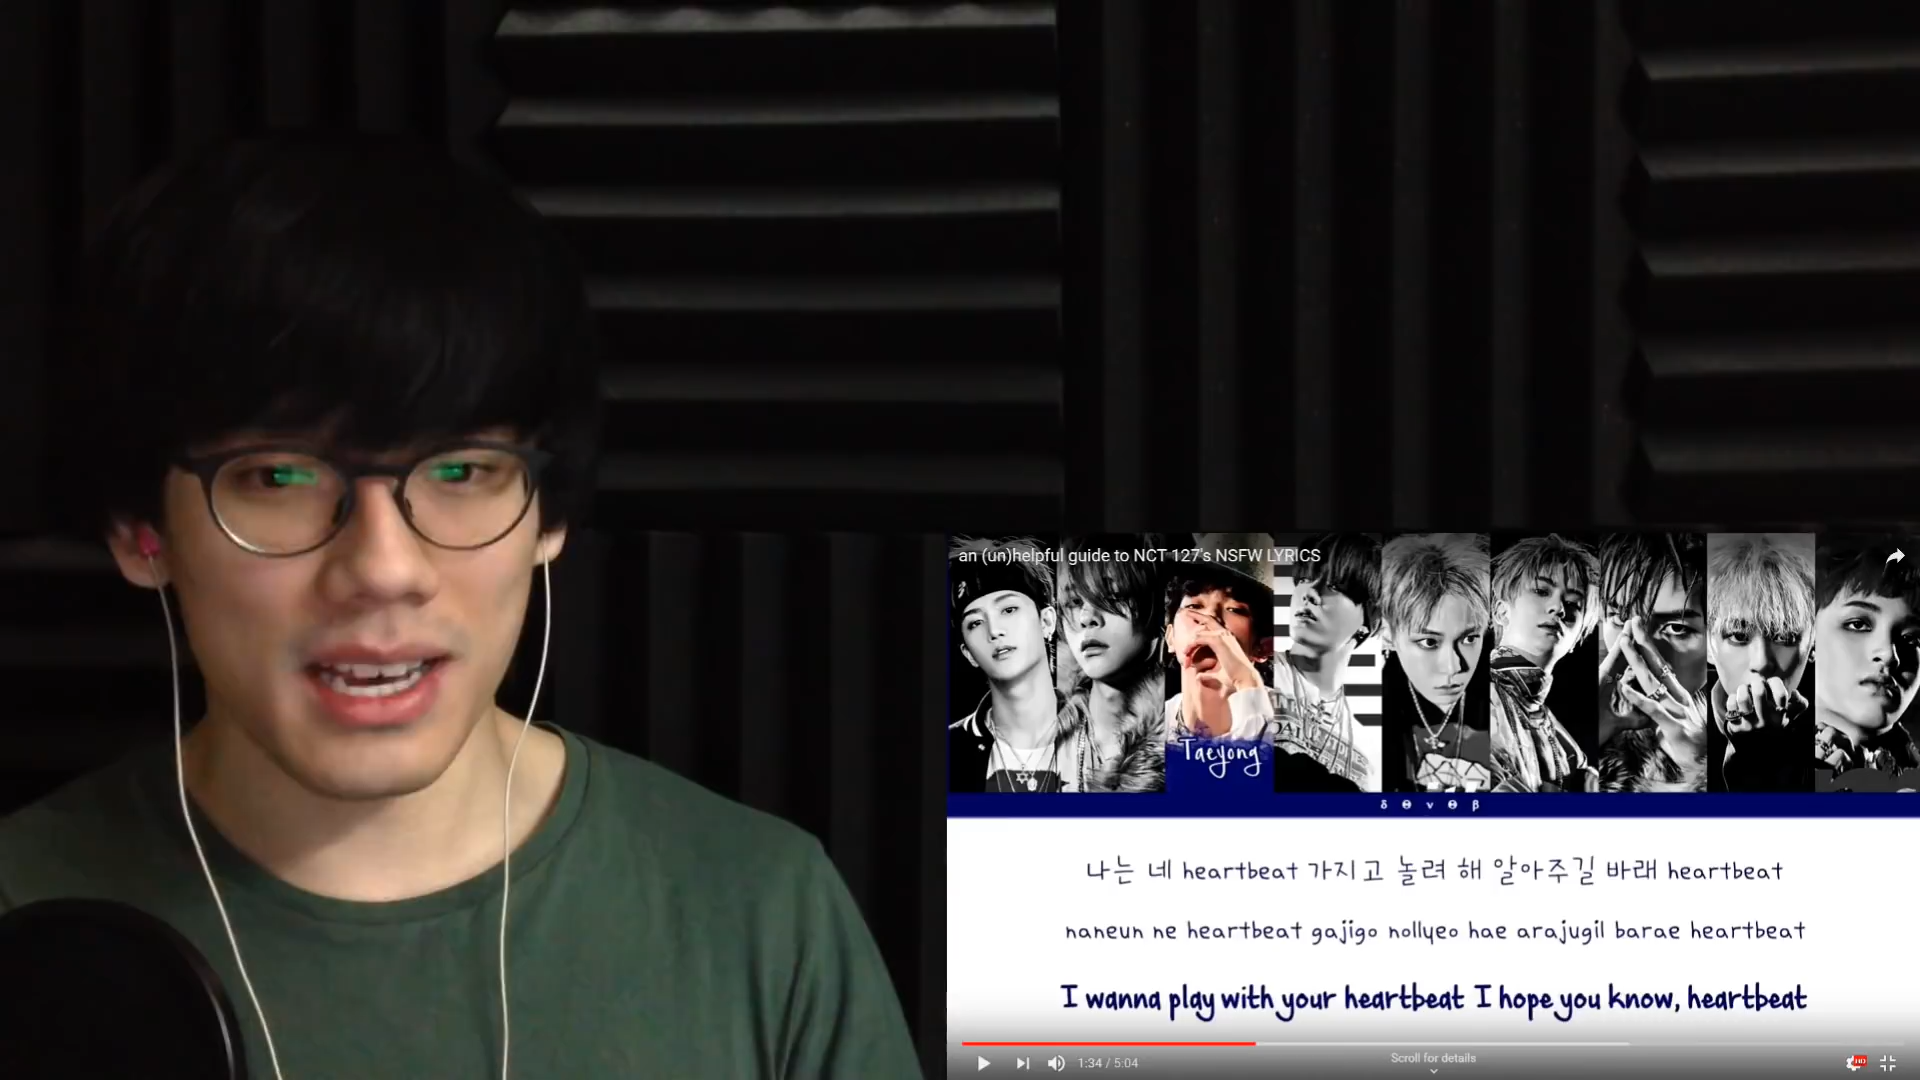 an (un)helpful guide to NCT 127's NSFW LYRICS
Taeyong
δ Θ ν Θ β
나는 네 heartbeat 가지고 놀려 해 알아주길 바래 heartbeat
naneun ne heartbeat gajigo nollyeo hae arajugil barae heartbeat
I wanna play with your heartbeat I hope you know, heartbeat
1:34 / 5:04
Scroll for details
HD